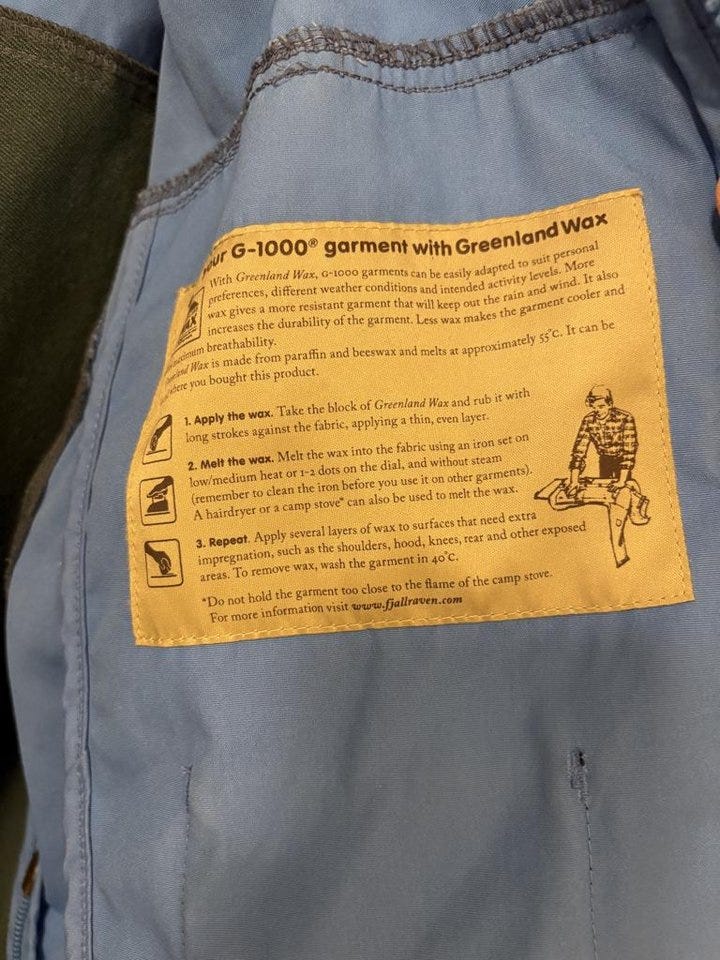 our G-1000® garment with Greenland Wax
With Greenland Wax, G-1000 garments can be easily adapted to suit personal
preferences, different weather conditions and intended activity levels. More
wax gives a more resistant garment that will keep out the rain and wind. It also
increases the durability of the garment. Less wax makes the garment cooler and
maximum breathability.
Greenland Wax is made from paraffin and beeswax and melts at approximately 55°C. It can be
where you bought this product.
1. Apply the wax. Take the block of Greenland Wax and rub it with
long strokes against the fabric, applying a thin, even layer.
2. Melt the wax. Melt the wax into the fabric using an iron set on
low/medium heat or 1-2 dots on the dial, and without steam
(remember to clean the iron before you use it on other garments).
A hairdryer or a camp stove* can also be used to melt the wax.
3. Repeat. Apply several layers of wax to surfaces that need extra
impregnation, such as the shoulders, hood, knees, rear and other exposed
areas. To remove wax, wash the garment in 40°C.
*Do not hold the garment too close to the flame of the camp stove.
For more information visit www.fjallraven.com